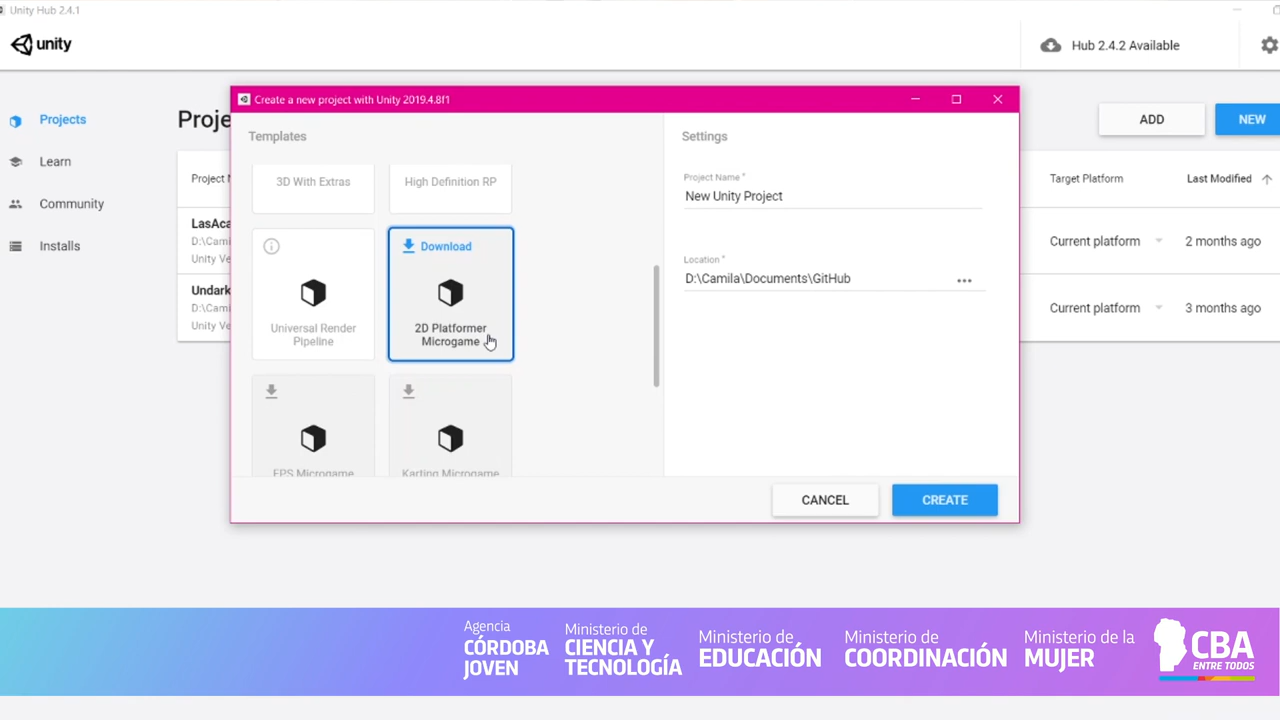 Unity Hub 2.4.1
unity
Hub 2.4.2 Available
Projects
Learn
Community
Installs
Proje
ADD
NEW
Project N
Target Platform
Last Modified
LasAca
D:\Cami
Unity Ve
Current platform
2 months ago
Undark
D:\Cami
Unity Ve
Current platform
3 months ago
Create a new project with Unity 2019.4.8f1
Templates
3D With Extras
High Definition RP
Universal Render
Pipeline
Download
2D Platformer
Microgame
FPS Microgame
Karting Microgame
Settings
Project Name *
New Unity Project
Location *
D:\Camila\Documents\GitHub
CANCEL
CREATE
Agencia
CÓRDOBA
JOVEN
Ministerio de
CIENCIA Y
TECNOLOGÍA
Ministerio de
EDUCACIÓN
Ministerio de
COORDINACIÓN
Ministerio de la
MUJER
CBA
ENTRE TODOS